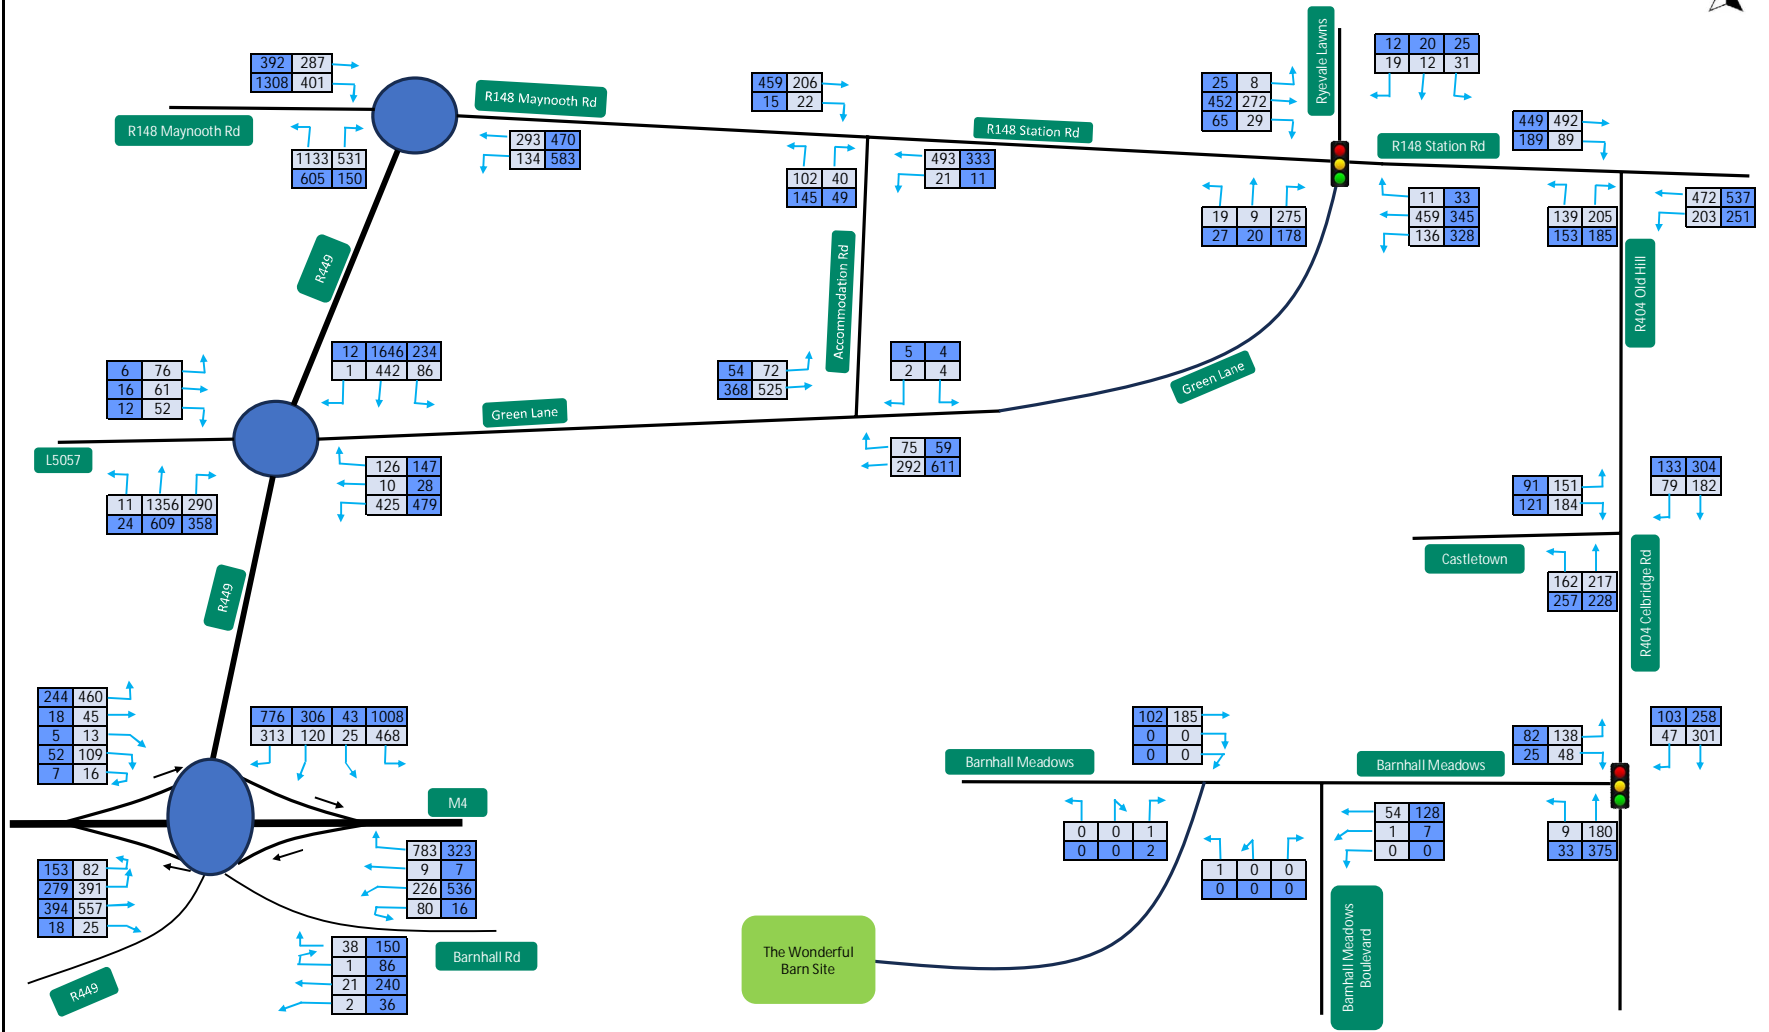 Ryevale Lawns
12 20 25
19 12 31
392 287
1308 401
R148 Maynooth Rd
459 206
15 22
25 8
452 272
65 29
R148 Station Rd
449 492
189 89
R148 Maynooth Rd
R148 Station Rd
293 470
134 583
1133 531
605 150
102 40
145 49
493 333
21 11
19 9 275
27 20 178
11 33
459 345
136 328
139 205
153 185
472 537
203 251
R449
Accommodation Rd
R404 Old Hill
6 76
16 61
12 52
12 1646 234
1 442 86
54 72
368 525
5 4
2 4
Green Lane
Green Lane
L5057
75 59
292 611
126 147
10 28
425 479
11 1356 290
24 609 358
91 151
121 184
133 304
79 182
Castletown
R404 Celbridge Rd
162 217
257 228
R449
244 460
18 45
5 13
52 109
7 16
776 306 43 1008
313 120 25 468
102 185
0 0
0 0
82 138
25 48
103 258
47 301
Barnhall Meadows
Barnhall Meadows
M4
0 0 1
0 0 2
54 128
1 7
0 0
9 180
33 375
783 323
9 7
226 536
80 16
153 82
279 391
394 557
18 25
1 0 0
0 0 0
Barnhall Meadows
Boulevard
The Wonderful
Barn Site
38 150
1 86
21 240
2 36
Barnhall Rd
R449